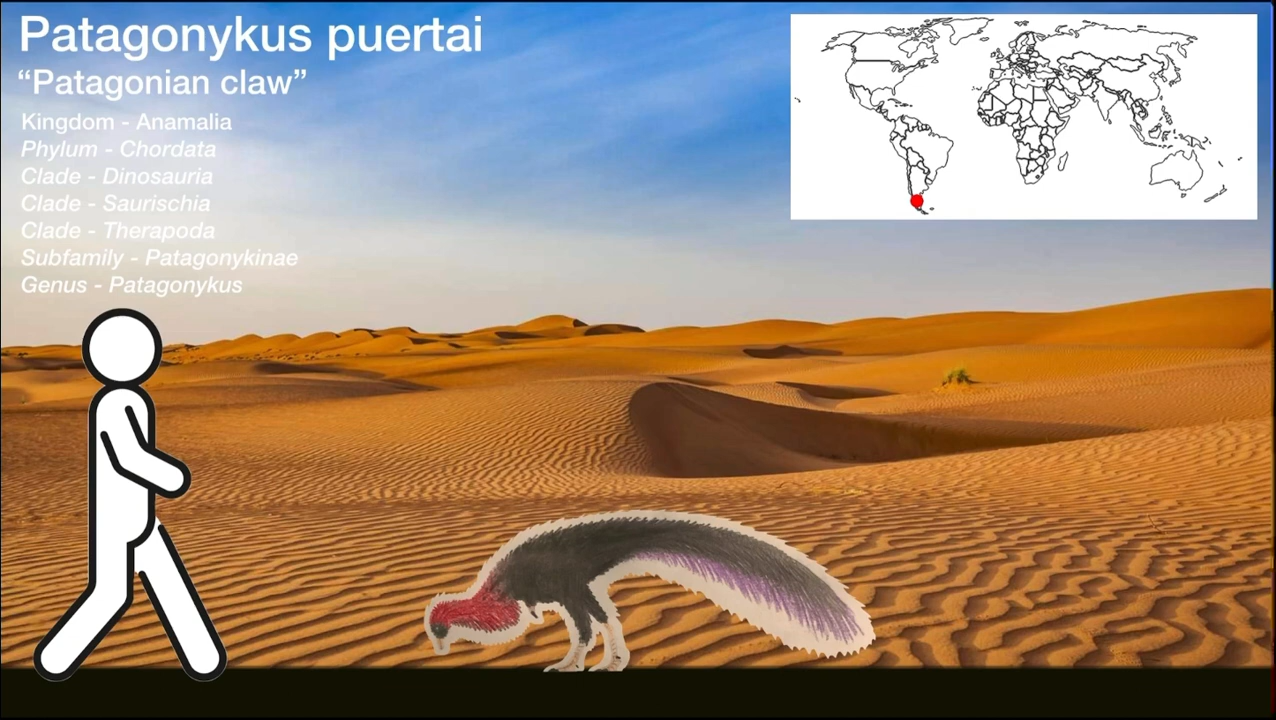 Patagonykus puertai
“Patagonian claw”
Kingdom - Anamalia
Phylum - Chordata
Clade - Dinosauria
Clade - Saurischia
Clade - Therapoda
Subfamily - Patagonykinae
Genus - Patagonykus